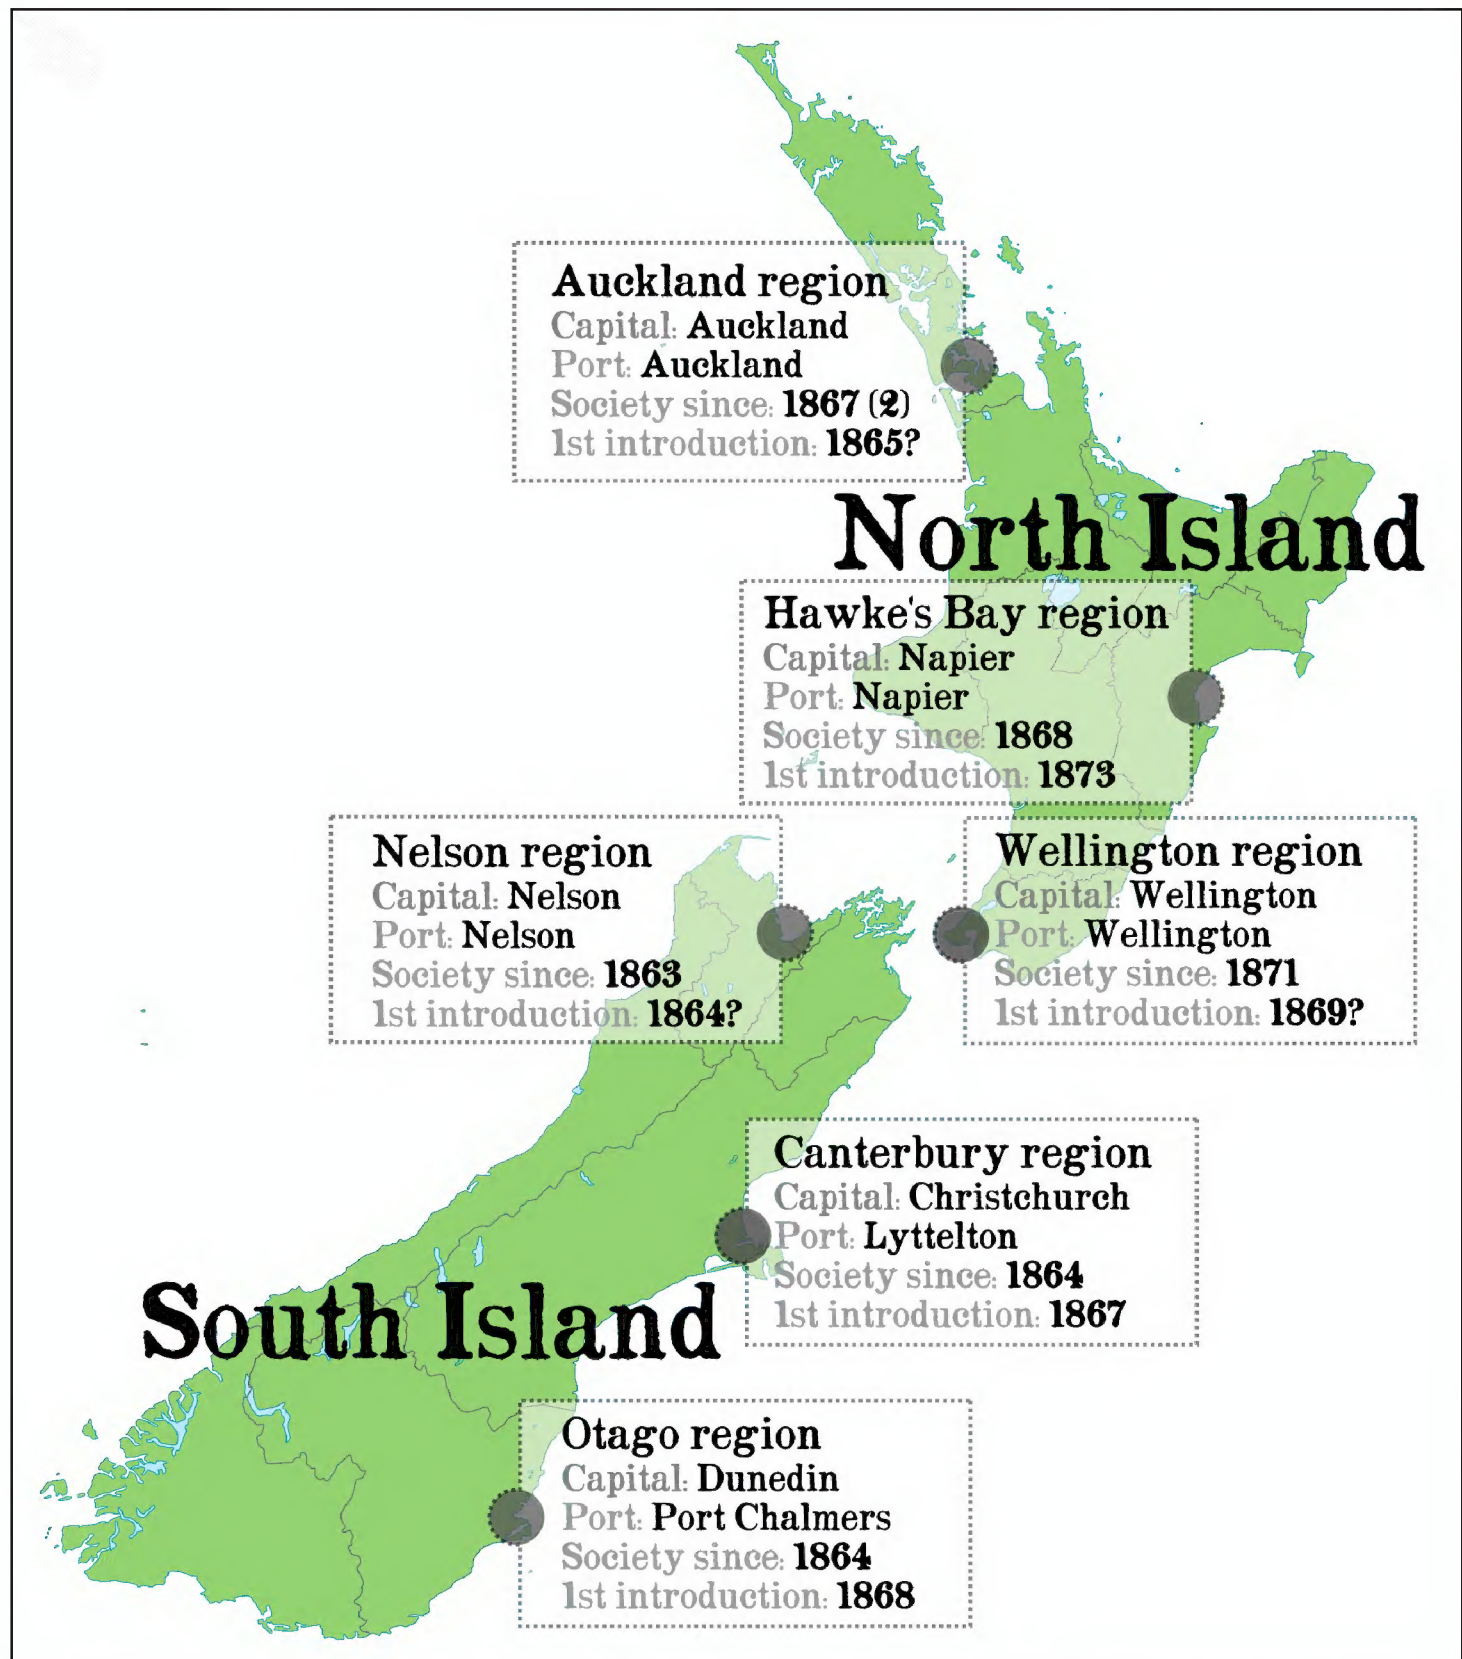 Auckland region
Capital: Auckland
Port: Auckland
Society since: 1867 (2)
1st introduction: 1865?
North Island
Hawke's Bay region
Capital: Napier
Port: Napier
Society since: 1868
1st introduction: 1873
Nelson region
Capital: Nelson
Port: Nelson
Society since: 1863
1st introduction: 1864?
Wellington region
Capital: Wellington
Port: Wellington
Society since: 1871
1st introduction: 1869?
Canterbury region
Capital: Christchurch
Port: Lyttelton
Society since: 1864
1st introduction: 1867
South Island
Otago region
Capital: Dunedin
Port: Port Chalmers
Society since: 1864
1st introduction: 1868